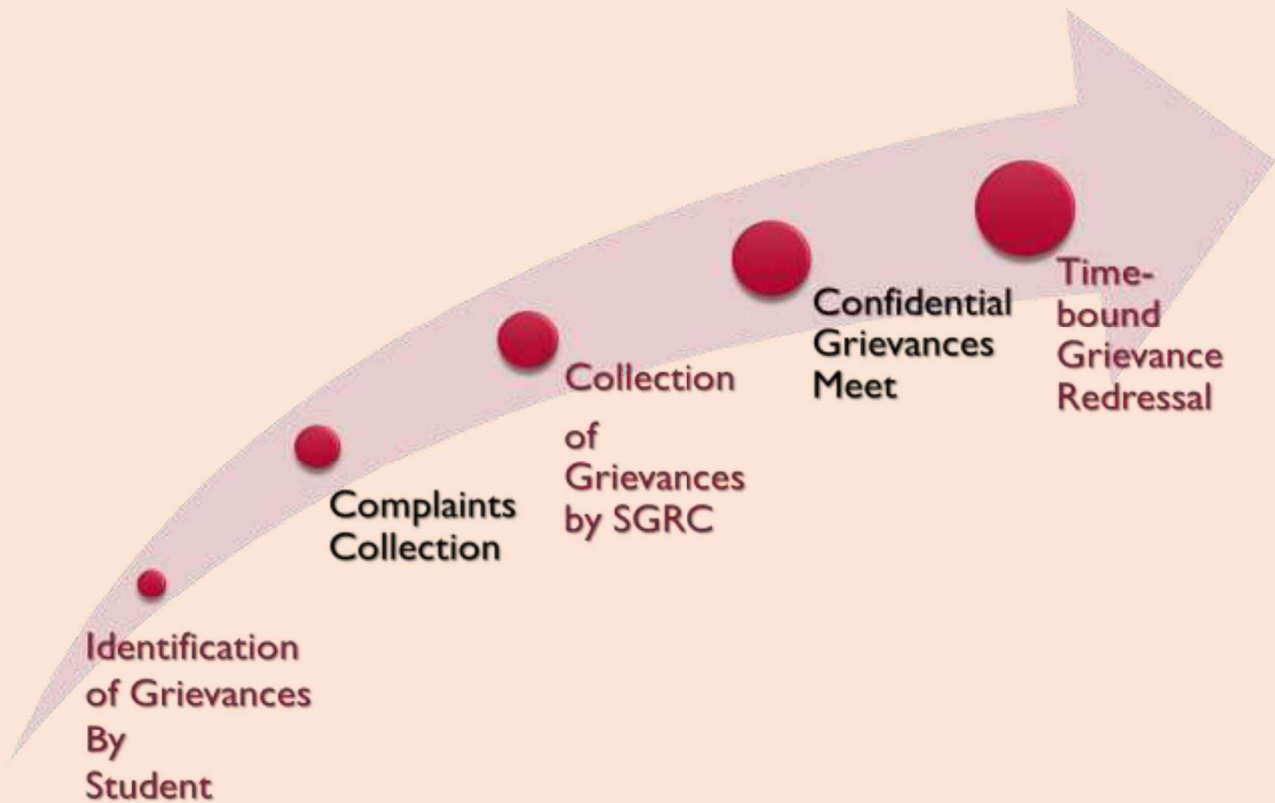 Identification
of Grievances
By
Student
Complaints
Collection
Collection
of
Grievances
by SGRC
Confidential
Grievances
Meet
Time-
bound
Grievance
Redressal